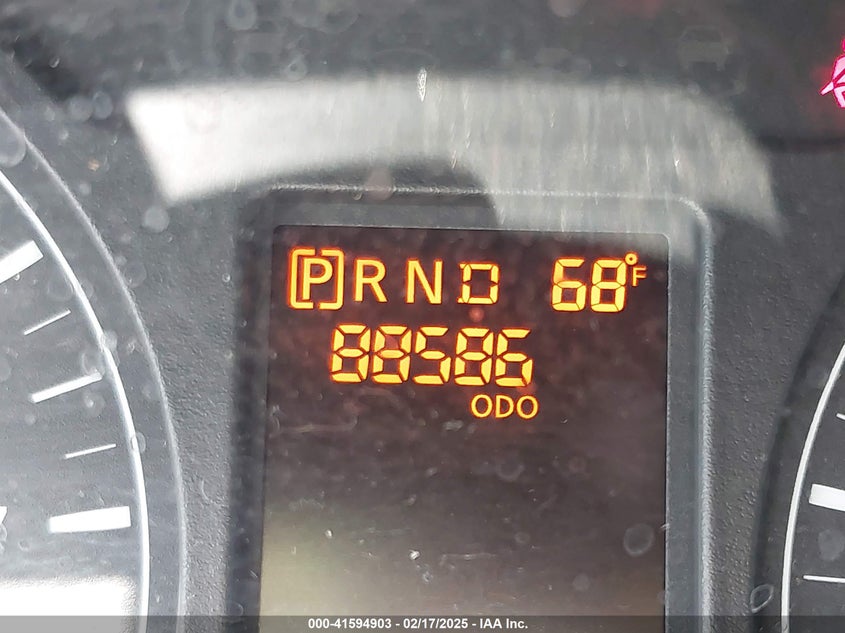 [P] R N D 68°F
88586
ODO
000-41594903 - 02/17/2025 - IAA Inc.